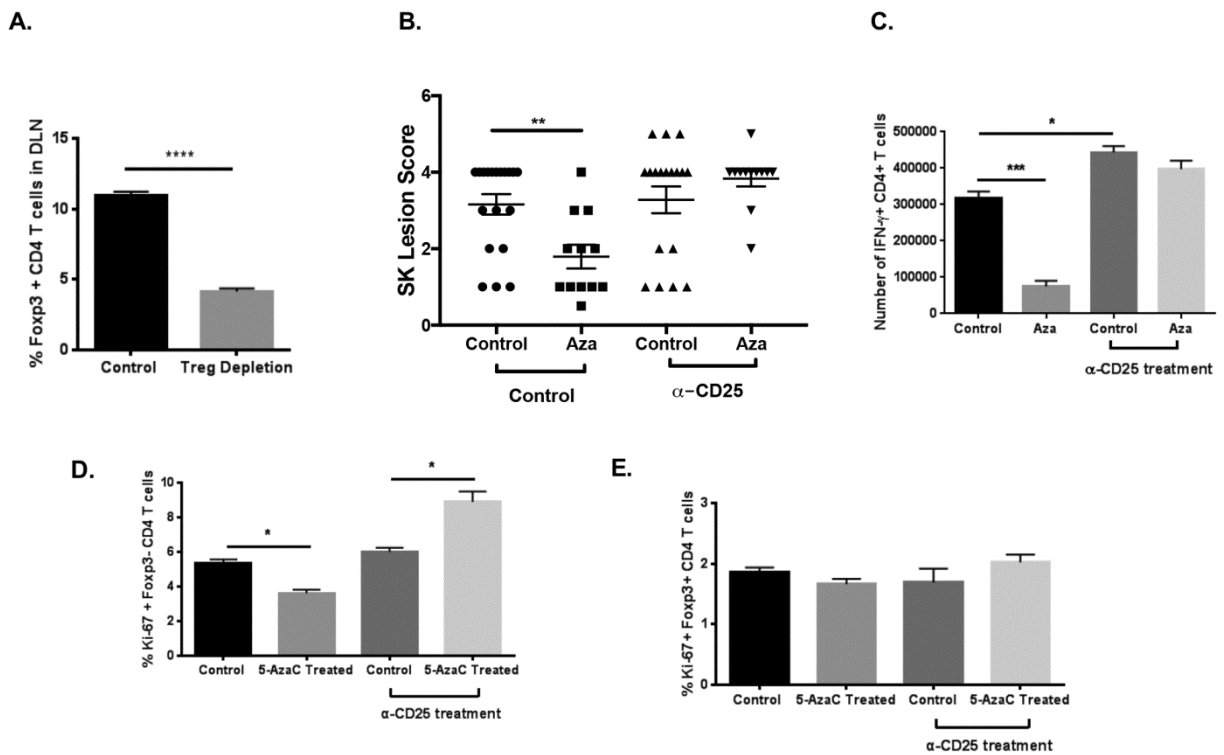 A.
% Foxp3 + CD4 T cells in DLN
15
10
5
0
****
Control Treg Depletion
B.
SK Lesion Score
6
4
2
0
**
Control Aza Control Aza
Control α−CD25
C.
Number of IFN-γ+ CD4+ T cells
500000
400000
300000
200000
100000
0
*
***
Control Aza Control Aza
α-CD25 treatment
D.
% Ki-67 + Foxp3- CD4 T cells
10
8
6
4
2
0
*
*
Control 5-AzaC Treated Control 5-AzaC Treated
α-CD25 treatment
E.
% Ki-67 + Foxp3+ CD4 T cells
3
2
1
0
Control 5-AzaC Treated Control 5-AzaC Treated
α-CD25 treatment